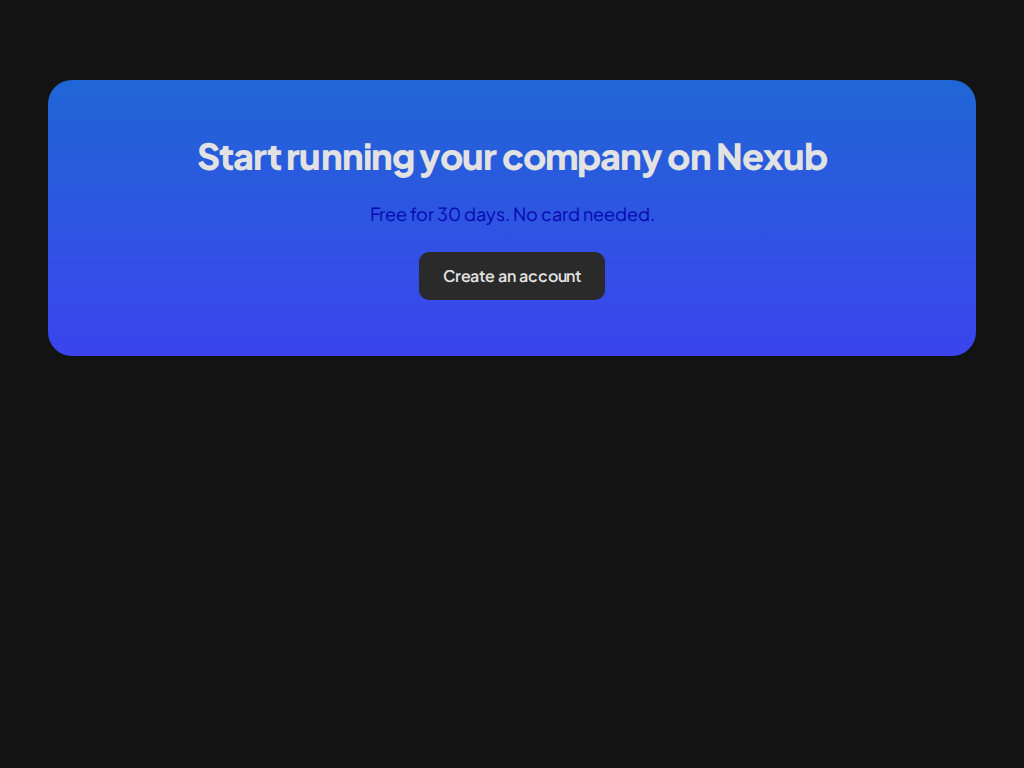 Start running your company on Nexub
Free for 30 days. No card needed.
Create an account